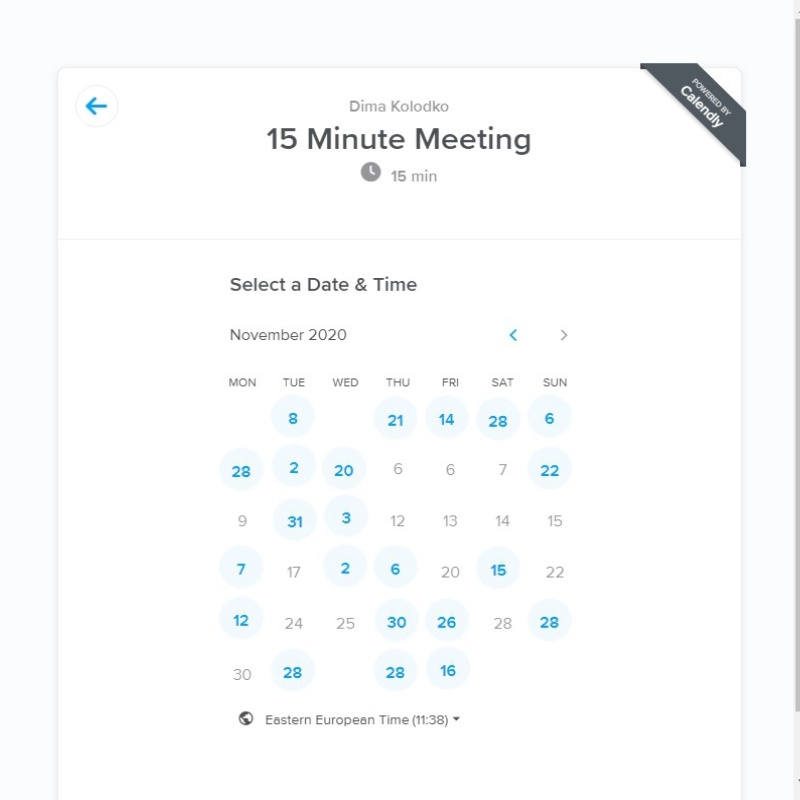 Dima Kolodko
15 Minute Meeting
15 min
POWERED BY
Calendly
Select a Date & Time
November 2020
MON TUE WED THU FRI SAT SUN
8 21 14 28 6
28 2 20 6 6 7 22
9 31 3 12 13 14 15
7 17 2 6 20 15 22
12 24 25 30 26 28 28
30 28 28 16
Eastern European Time (11:38)